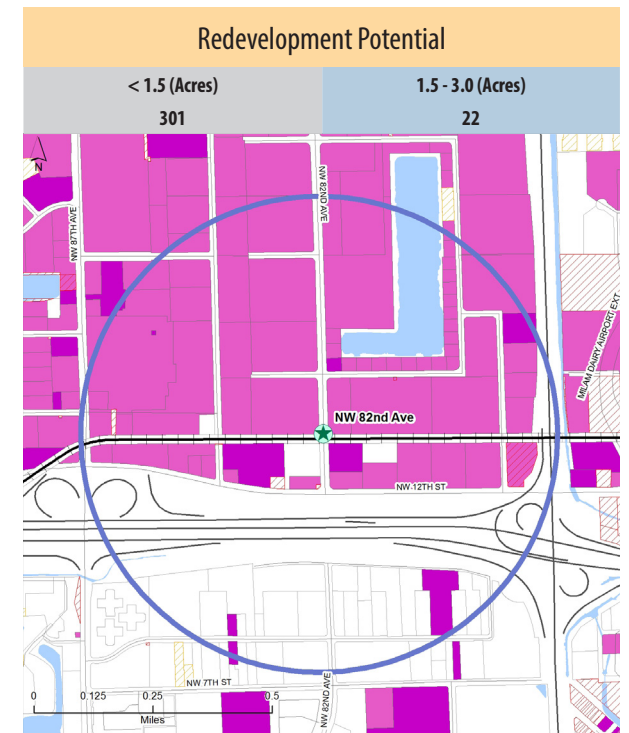 Redevelopment Potential
< 1.5 (Acres)
1.5 - 3.0 (Acres)
301
22
N
NW 82ND AVE
NW 87TH AVE
MILAM DAIRY AIRPORT EXT
NW 82nd Ave
NW 12TH ST
NW 7TH ST
NW 82ND AVE
0 0.125 0.25 0.5
Miles